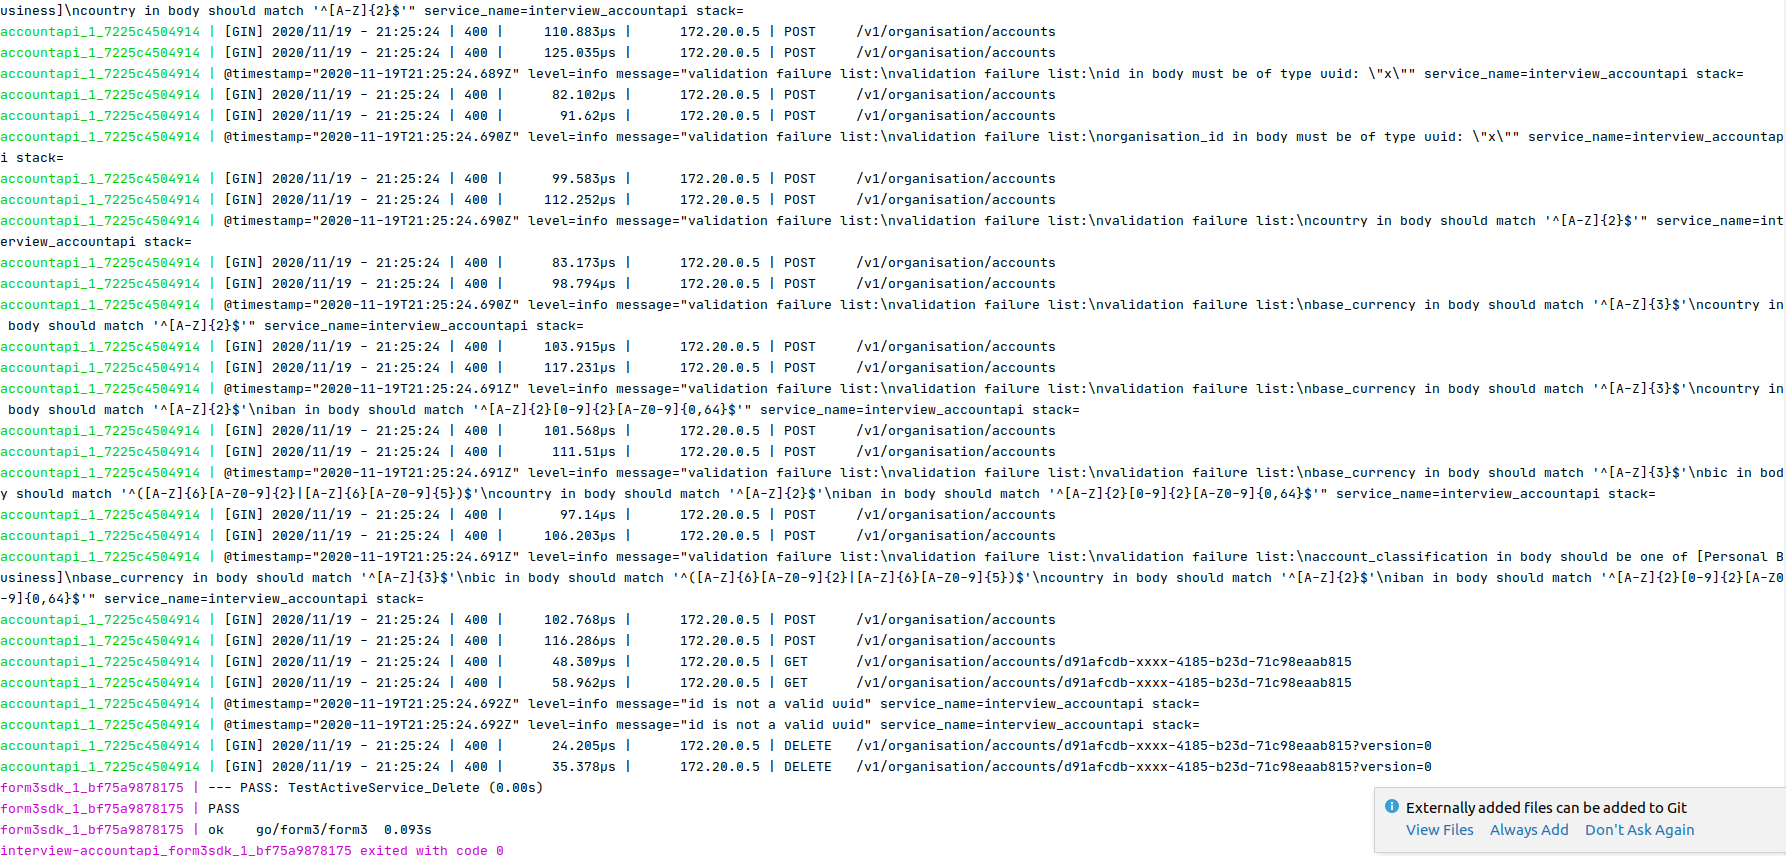 usiness]\ncountry in body should match '^[A-Z]{2}$'" service_name=interview_accountapi stack=
accountapi_1_7225c4504914 | [GIN] 2020/11/19 - 21:25:24 | 400 |     110.883µs |      172.20.0.5 | POST    /v1/organisation/accounts
accountapi_1_7225c4504914 | [GIN] 2020/11/19 - 21:25:24 | 400 |     125.035µs |      172.20.0.5 | POST    /v1/organisation/accounts
accountapi_1_7225c4504914 | @timestamp="2020-11-19T21:25:24.689Z" level=info message="validation failure list:\nvalidation failure list:\nid in body must be of type uuid: \"x\"" service_name=interview_accountapi stack=
accountapi_1_7225c4504914 | [GIN] 2020/11/19 - 21:25:24 | 400 |      82.102µs |      172.20.0.5 | POST    /v1/organisation/accounts
accountapi_1_7225c4504914 | [GIN] 2020/11/19 - 21:25:24 | 400 |       91.62µs |      172.20.0.5 | POST    /v1/organisation/accounts
accountapi_1_7225c4504914 | @timestamp="2020-11-19T21:25:24.690Z" level=info message="validation failure list:\nvalidation failure list:\norganisation_id in body must be of type uuid: \"x\"" service_name=interview_accountap
i stack=
accountapi_1_7225c4504914 | [GIN] 2020/11/19 - 21:25:24 | 400 |      99.583µs |      172.20.0.5 | POST    /v1/organisation/accounts
accountapi_1_7225c4504914 | [GIN] 2020/11/19 - 21:25:24 | 400 |     112.252µs |      172.20.0.5 | POST    /v1/organisation/accounts
accountapi_1_7225c4504914 | @timestamp="2020-11-19T21:25:24.690Z" level=info message="validation failure list:\nvalidation failure list:\nvalidation failure list:\ncountry in body should match '^[A-Z]{2}$'" service_name=int
erview_accountapi stack=
accountapi_1_7225c4504914 | [GIN] 2020/11/19 - 21:25:24 | 400 |      83.173µs |      172.20.0.5 | POST    /v1/organisation/accounts
accountapi_1_7225c4504914 | [GIN] 2020/11/19 - 21:25:24 | 400 |      98.794µs |      172.20.0.5 | POST    /v1/organisation/accounts
accountapi_1_7225c4504914 | @timestamp="2020-11-19T21:25:24.690Z" level=info message="validation failure list:\nvalidation failure list:\nvalidation failure list:\nbase_currency in body should match '^[A-Z]{3}$'\ncountry in
 body should match '^[A-Z]{2}$'" service_name=interview_accountapi stack=
accountapi_1_7225c4504914 | [GIN] 2020/11/19 - 21:25:24 | 400 |     103.915µs |      172.20.0.5 | POST    /v1/organisation/accounts
accountapi_1_7225c4504914 | [GIN] 2020/11/19 - 21:25:24 | 400 |     117.231µs |      172.20.0.5 | POST    /v1/organisation/accounts
accountapi_1_7225c4504914 | @timestamp="2020-11-19T21:25:24.691Z" level=info message="validation failure list:\nvalidation failure list:\nvalidation failure list:\nbase_currency in body should match '^[A-Z]{3}$'\ncountry in
 body should match '^[A-Z]{2}$'\niban in body should match '^[A-Z]{2}[0-9]{2}[A-Z0-9]{0,64}$'" service_name=interview_accountapi stack=
accountapi_1_7225c4504914 | [GIN] 2020/11/19 - 21:25:24 | 400 |     101.568µs |      172.20.0.5 | POST    /v1/organisation/accounts
accountapi_1_7225c4504914 | [GIN] 2020/11/19 - 21:25:24 | 400 |      111.51µs |      172.20.0.5 | POST    /v1/organisation/accounts
accountapi_1_7225c4504914 | @timestamp="2020-11-19T21:25:24.691Z" level=info message="validation failure list:\nvalidation failure list:\nvalidation failure list:\nbase_currency in body should match '^[A-Z]{3}$'\nbic in bod
y should match '^([A-Z]{6}[A-Z0-9]{2}|[A-Z]{6}[A-Z0-9]{5})$'\ncountry in body should match '^[A-Z]{2}$'\niban in body should match '^[A-Z]{2}[0-9]{2}[A-Z0-9]{0,64}$'" service_name=interview_accountapi stack=
accountapi_1_7225c4504914 | [GIN] 2020/11/19 - 21:25:24 | 400 |       97.14µs |      172.20.0.5 | POST    /v1/organisation/accounts
accountapi_1_7225c4504914 | [GIN] 2020/11/19 - 21:25:24 | 400 |     106.203µs |      172.20.0.5 | POST    /v1/organisation/accounts
accountapi_1_7225c4504914 | @timestamp="2020-11-19T21:25:24.691Z" level=info message="validation failure list:\nvalidation failure list:\nvalidation failure list:\naccount_classification in body should be one of [Personal B
usiness]\nbase_currency in body should match '^[A-Z]{3}$'\nbic in body should match '^([A-Z]{6}[A-Z0-9]{2}|[A-Z]{6}[A-Z0-9]{5})$'\ncountry in body should match '^[A-Z]{2}$'\niban in body should match '^[A-Z]{2}[0-9]{2}[A-Z0
-9]{0,64}$'" service_name=interview_accountapi stack=
accountapi_1_7225c4504914 | [GIN] 2020/11/19 - 21:25:24 | 400 |     102.768µs |      172.20.0.5 | POST    /v1/organisation/accounts
accountapi_1_7225c4504914 | [GIN] 2020/11/19 - 21:25:24 | 400 |     116.286µs |      172.20.0.5 | POST    /v1/organisation/accounts
accountapi_1_7225c4504914 | [GIN] 2020/11/19 - 21:25:24 | 400 |      48.309µs |      172.20.0.5 | GET     /v1/organisation/accounts/d91afcdb-xxxx-4185-b23d-71c98eaab815
accountapi_1_7225c4504914 | [GIN] 2020/11/19 - 21:25:24 | 400 |      58.962µs |      172.20.0.5 | GET     /v1/organisation/accounts/d91afcdb-xxxx-4185-b23d-71c98eaab815
accountapi_1_7225c4504914 | @timestamp="2020-11-19T21:25:24.692Z" level=info message="id is not a valid uuid" service_name=interview_accountapi stack=
accountapi_1_7225c4504914 | @timestamp="2020-11-19T21:25:24.692Z" level=info message="id is not a valid uuid" service_name=interview_accountapi stack=
accountapi_1_7225c4504914 | [GIN] 2020/11/19 - 21:25:24 | 400 |      24.205µs |      172.20.0.5 | DELETE  /v1/organisation/accounts/d91afcdb-xxxx-4185-b23d-71c98eaab815?version=0
accountapi_1_7225c4504914 | [GIN] 2020/11/19 - 21:25:24 | 400 |      35.378µs |      172.20.0.5 | DELETE  /v1/organisation/accounts/d91afcdb-xxxx-4185-b23d-71c98eaab815?version=0
form3sdk_1_bf75a9878175 | --- PASS: TestActiveService_Delete (0.00s)
form3sdk_1_bf75a9878175 | PASS
form3sdk_1_bf75a9878175 | ok    go/form3/form3  0.093s
interview-accountapi_form3sdk_1_bf75a9878175 exited with code 0
Externally added files can be added to Git
View Files   Always Add   Don't Ask Again